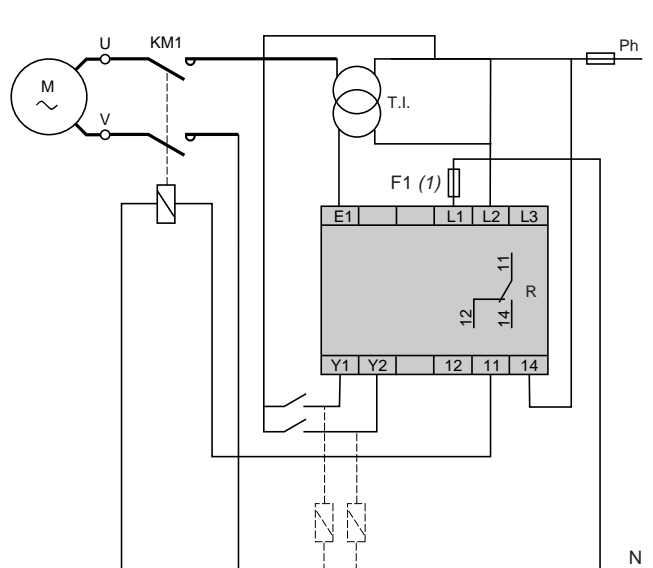 U KM1 Ph
M
T.I.
V
F1 (1)
E1 L1 L2 L3
11
R
12 14
Y1 Y2 12 11 14
N